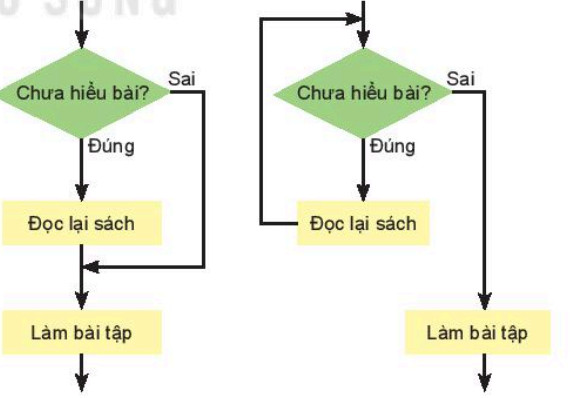 Chưa hiểu bài?
Sai
Đúng
Đọc lại sách
Làm bài tập
Chưa hiểu bài?
Sai
Đúng
Đọc lại sách
Làm bài tập